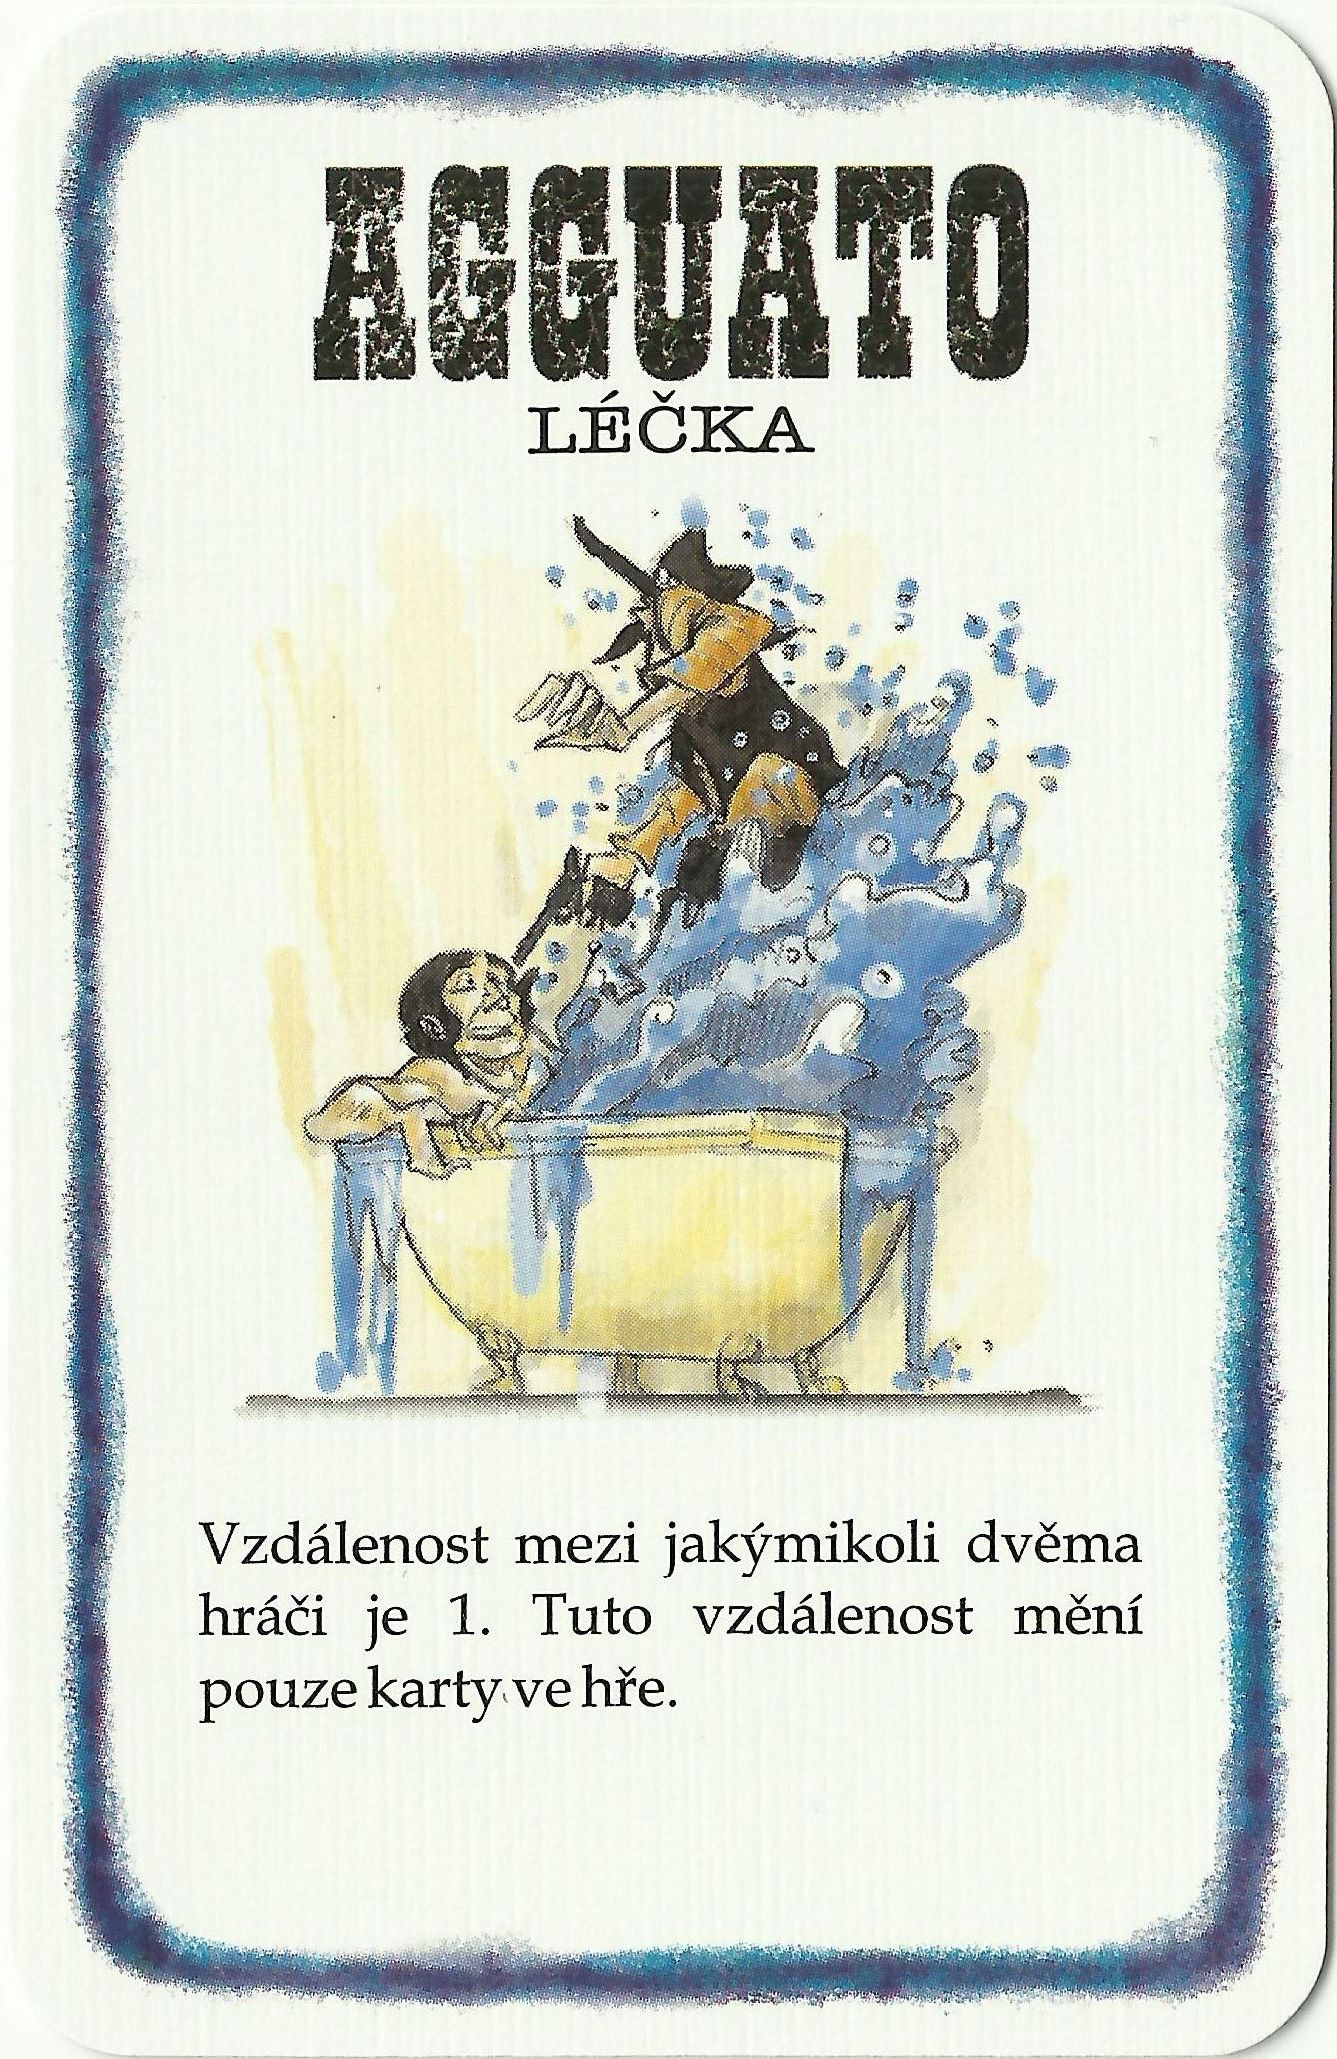 AGGUATO
LÉČKA
Vzdálenost mezi jakýmikoli dvěma
hráči je 1. Tuto vzdálenost mění
pouze karty ve hře.